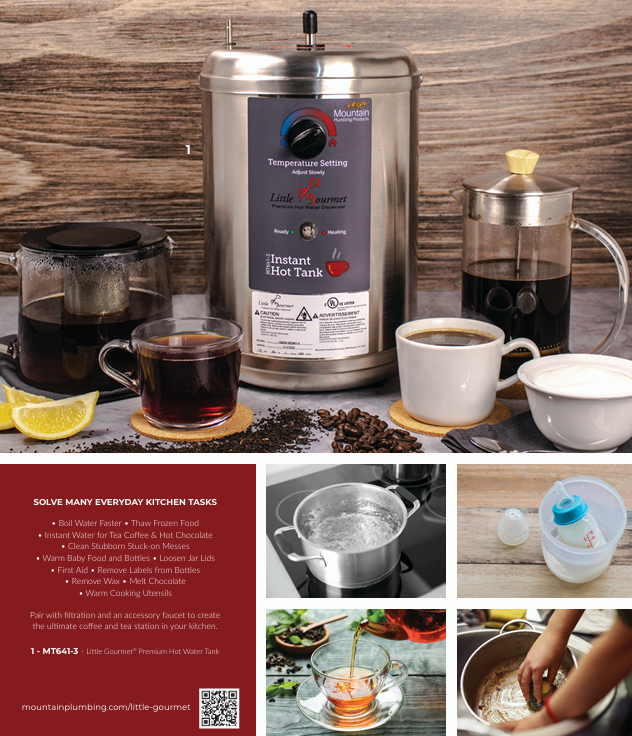 1
Mountain
Plumbing Products
Temperature Setting
Adjust Slowly
Little Gourmet
Premium Hot Water Dispenser
Ready
Heating
MT641-3
Instant
Hot Tank
Little Gourmet
UL LISTED
CAUTION
ADVERTISEMENT
SOLVE MANY EVERYDAY KITCHEN TASKS
• Boil Water Faster • Thaw Frozen Food
• Instant Water for Tea Coffee & Hot Chocolate
• Clean Stubborn Stuck-on Messes
• Warm Baby Food and Bottles • Loosen Jar Lids
• First Aid • Remove Labels from Bottles
• Remove Wax • Melt Chocolate
• Warm Cooking Utensils
Pair with filtration and an accessory faucet to create
the ultimate coffee and tea station in your kitchen.
1 - MT641-3 - Little Gourmet® Premium Hot Water Tank
mountainplumbing.com/little-gourmet